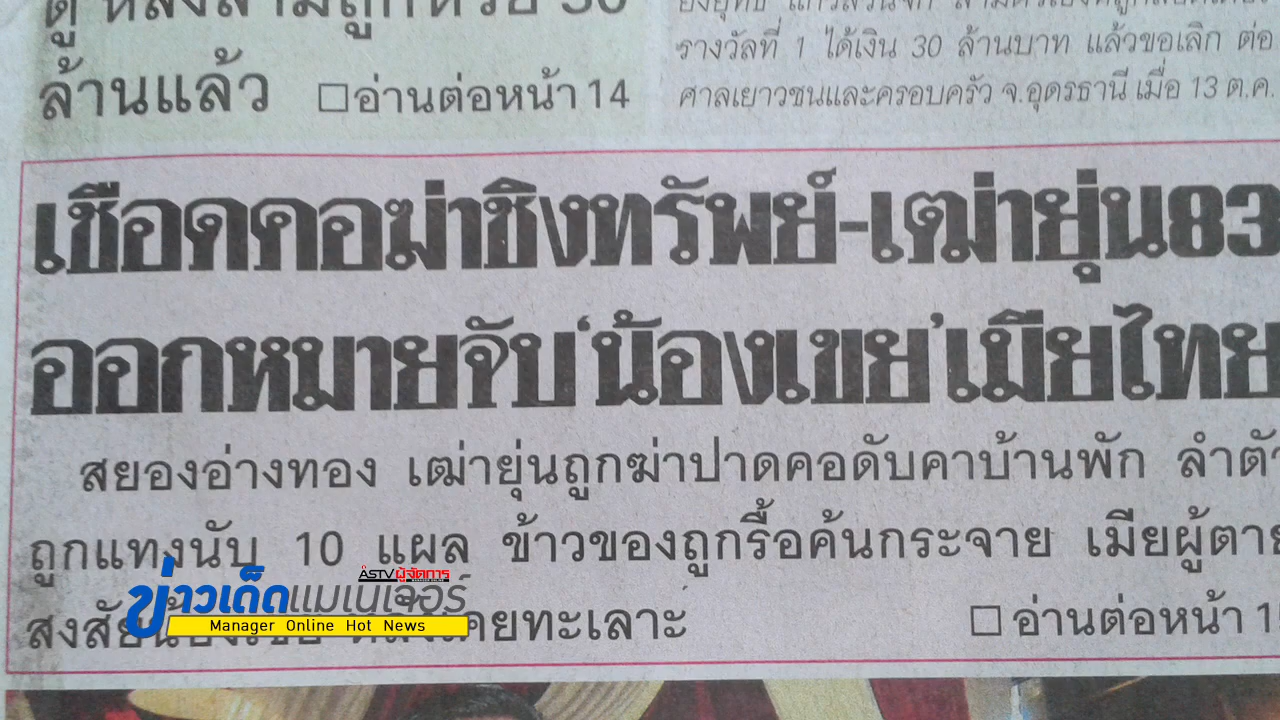 ล้านแล้ว □อ่านต่อหน้า 14
รางวัลที่ 1 ได้เงิน 30 ล้านบาท แล้วขอเลิก ต่อ
ศาลเยาวชนและครอบครัว จ.อุดรธานี เมื่อ 13 ต.ค.
เชือดคอฆ่าชิงทรัพย์-เฒ่ายุ่น83
ออกหมายจับ'น้องเขย'เมียไทย
สยองอ่างทอง เฒ่ายุ่นถูกฆ่าปาดคอดับคาบ้านพัก
ถูกแทงนับ 10 แผล ข้าวของถูกรื้อค้นกระจาย เมียผู้ตาย
เคยทะเลาะ □อ่านต่อหน้า
ASTVผู้จัดการ
ข่าวเด็ดแมเนเจอร์
Manager Online Hot News